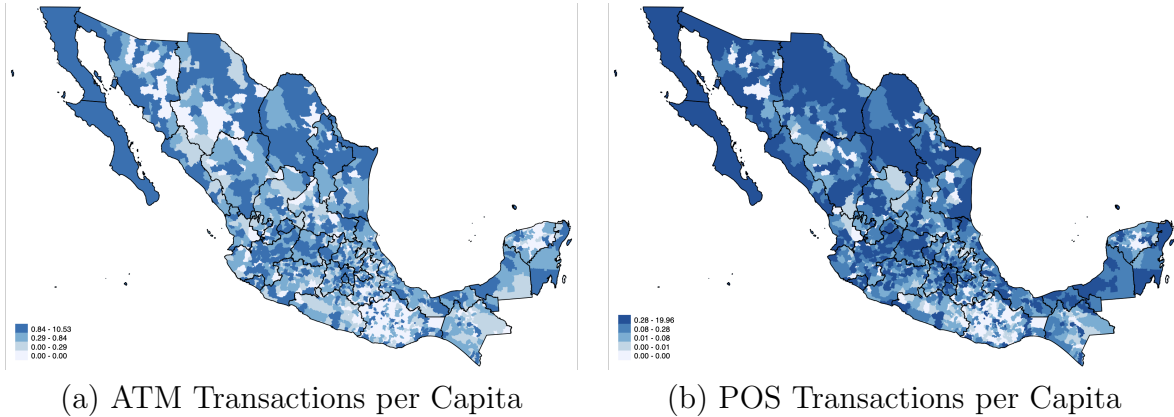 0.84 - 10.53
0.29 - 0.84
0.00 - 0.29
0.00 - 0.00
(a) ATM Transactions per Capita
0.28 - 19.96
0.08 - 0.28
0.01 - 0.08
0.00 - 0.01
0.00 - 0.00
(b) POS Transactions per Capita